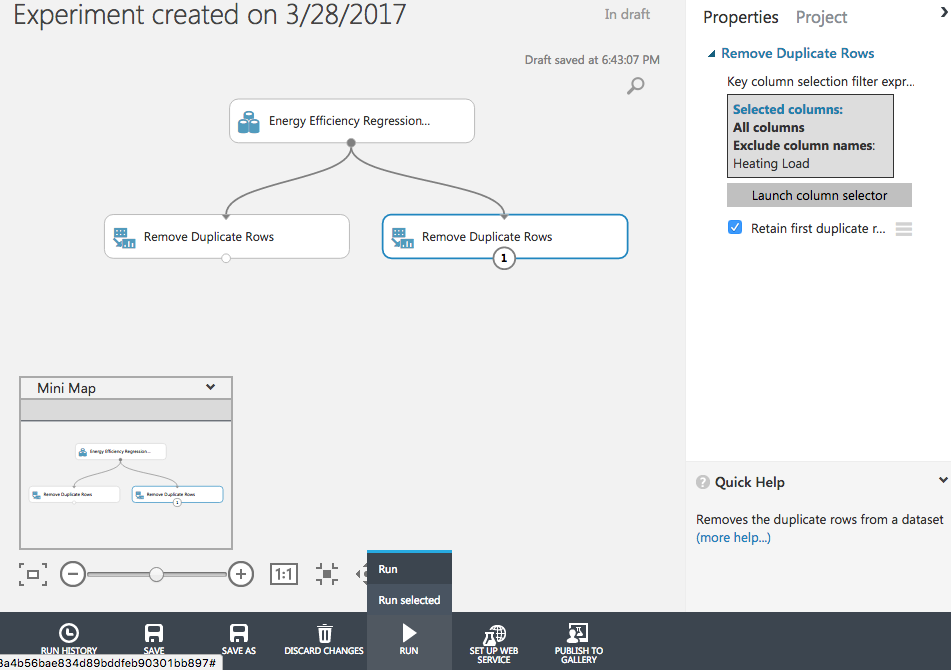 Experiment created on 3/28/2017
In draft
Draft saved at 6:43:07 PM
Energy Efficiency Regression...
Remove Duplicate Rows
Remove Duplicate Rows
1
Mini Map
Energy Efficiency Regression...
Remove Duplicate Rows
Remove Duplicate Rows
1
1:1
Run
Run selected
RUN HISTORY
SAVE
SAVE AS
DISCARD CHANGES
RUN
SET UP WEB
SERVICE
PUBLISH TO
GALLERY
3a4b56bae834d89bddfeb90301bb897#
Properties
Project
Remove Duplicate Rows
Key column selection filter expr...
Selected columns:
All columns
Exclude column names:
Heating Load
Launch column selector
Retain first duplicate r...
? Quick Help
Removes the duplicate rows from a dataset
(more help...)